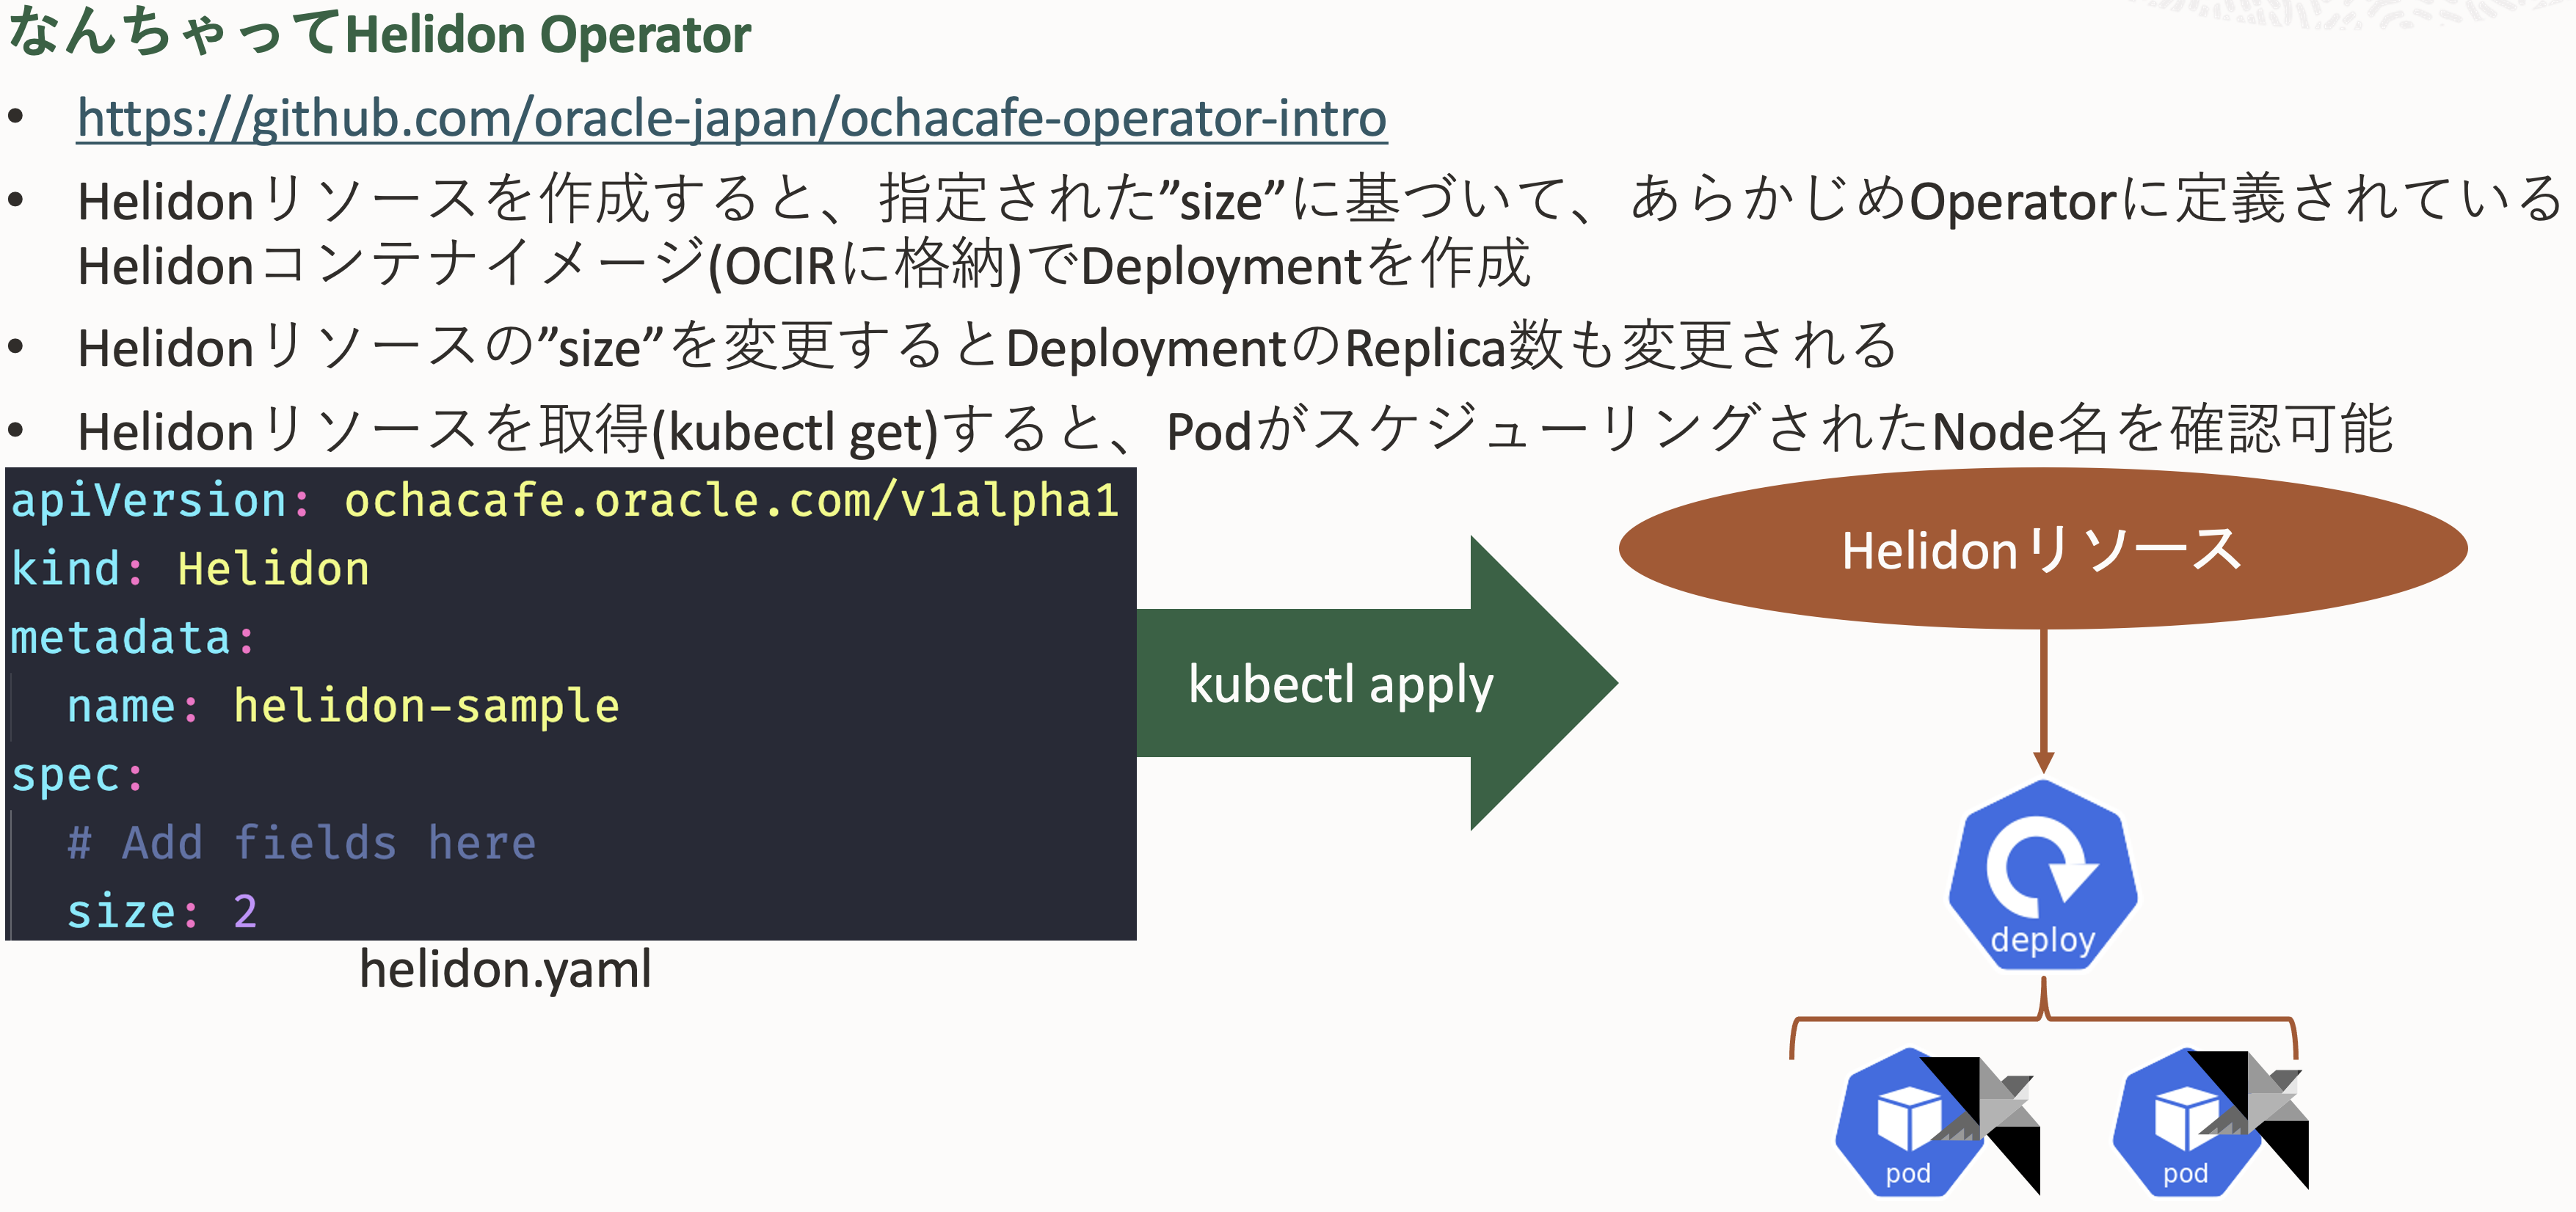 なんちゃってHelidon Operator
• https://github.com/oracle-japan/ochacafe-operator-intro
• Helidonリソースを作成すると、指定された”size”に基づいて、あらかじめOperatorに定義されている
Helidonコンテナイメージ(OCIRに格納)でDeploymentを作成
• Helidonリソースの”size”を変更するとDeploymentのReplica数も変更される
• Helidonリソースを取得(kubectl get)すると、PodがスケジューリングされたNode名を確認可能
apiVersion: ochacafe.oracle.com/v1alpha1
kind: Helidon
metadata:
  name: helidon-sample
spec:
  # Add fields here
  size: 2
helidon.yaml
kubectl apply
Helidonリソース
deploy
pod
pod